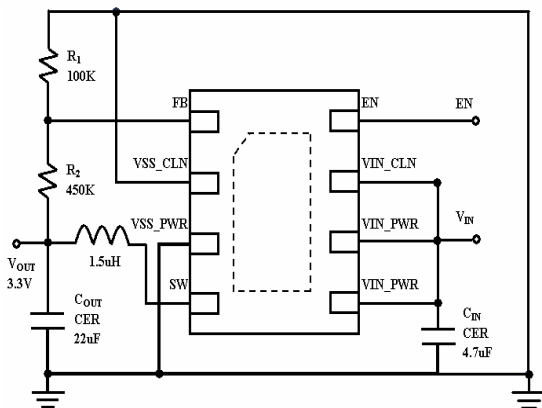 R1
100K
FB
EN
EN
VSS_CLN
VIN_CLN
R2
450K
VSS_PWR
VIN_PWR
VIN
VOUT
3.3V
1.5uH
SW
VIN_PWR
COUT
CER
22uF
CIN
CER
4.7uF